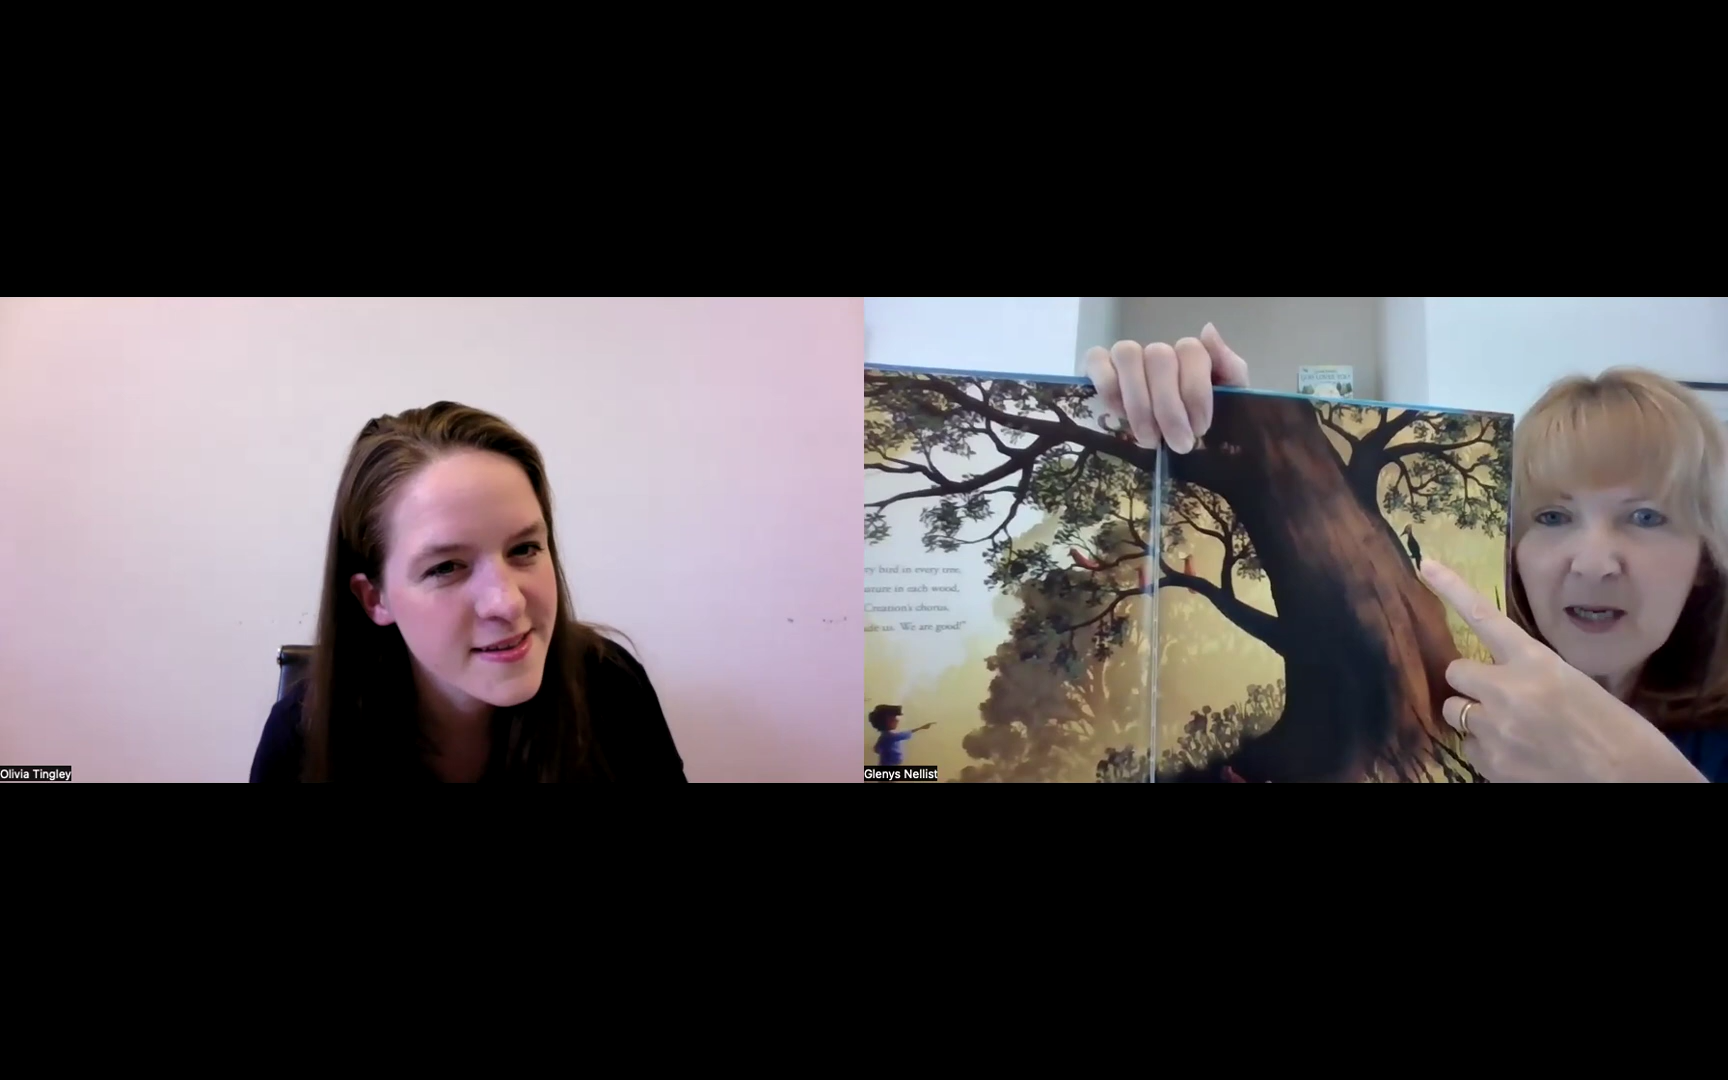 ry bird in every tree,
ature in each wood,
Creation's chorus,
ade us. We are good!"
Olivia Tingley
Glenys Nellist